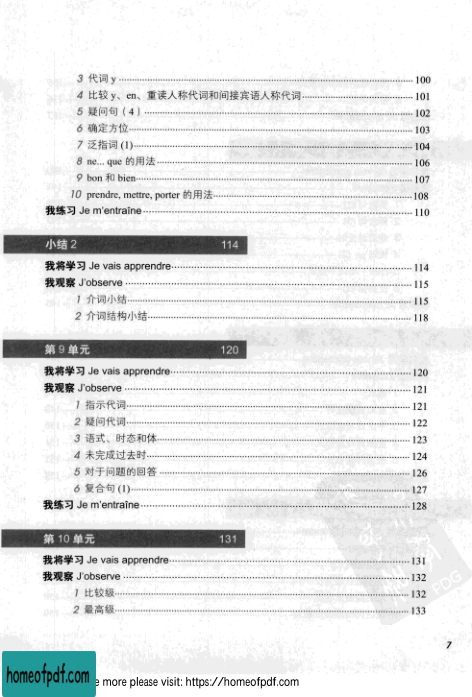 3 代词 y 100
4 比较 y、en、重读人称代词和间接宾语人称代词 101
5 疑问句（4） 102
6 确定方位 103
7 泛指词 (1) 104
8 ne... que 的用法 106
9 bon 和 bien 107
10 prendre, mettre, porter 的用法 108
我练习 Je m'entraîne 110
小结 2 114
我将学习 Je vais apprendre 114
我观察 J'observe 115
1 介词小结 115
2 介词结构小结 118
第 9 单元 120
我将学习 Je vais apprendre 120
我观察 J'observe 121
1 指示代词 121
2 疑问代词 122
3 语式、时态和体 123
4 未完成过去时 124
5 对于问题的回答 126
6 复合句 (1) 127
我练习 Je m'entraîne 128
第 10 单元 131
我将学习 Je vais apprendre 131
我观察 J'observe 132
1 比较级 132
2 最高级 133
7
homeofpdf.com
e more please visit: https://homeofpdf.com